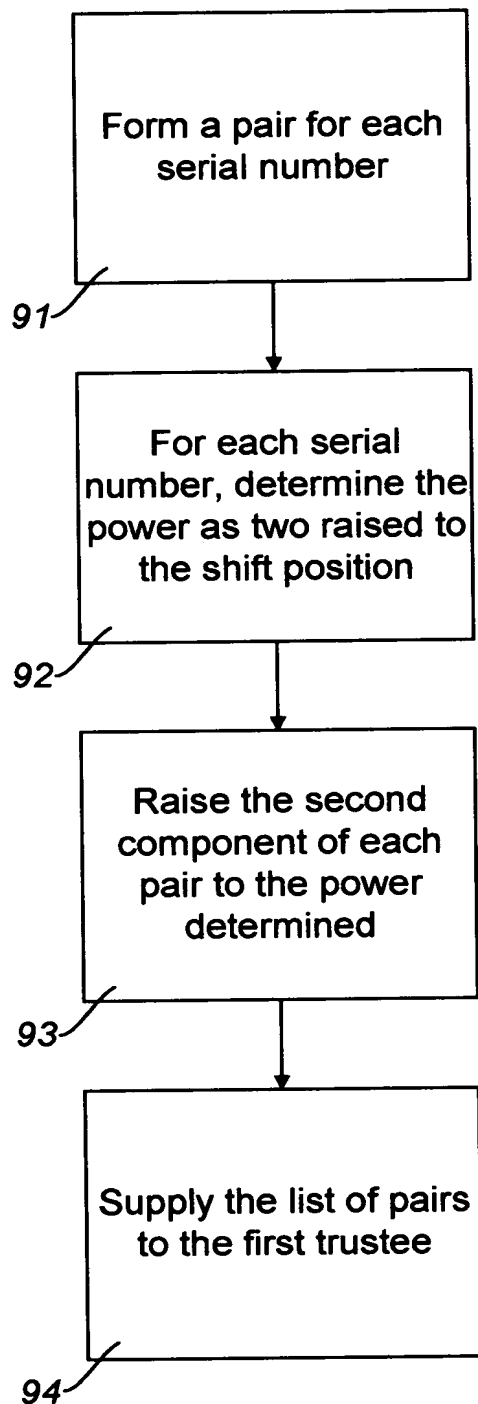 Form a pair for each
serial number
91
For each serial
number, determine the
power as two raised to
the shift position
92
Raise the second
component of each
pair to the power
determined
93
Supply the list of pairs
to the first trustee
94